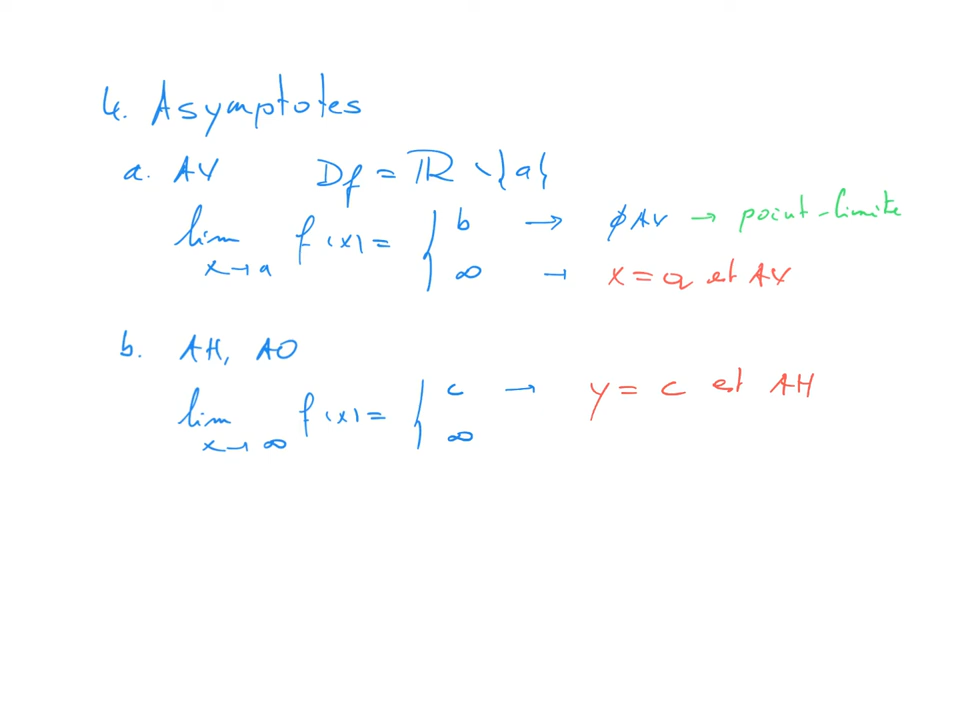 4. Asymptotes
a. AV Df = ℝ \ {a}
lim x→a f(x) = { b → ∅ AV → point-limite
∞ → x = a est AV
b. AH, AO
lim x→∞ f(x) = { c → y = c est AH
∞